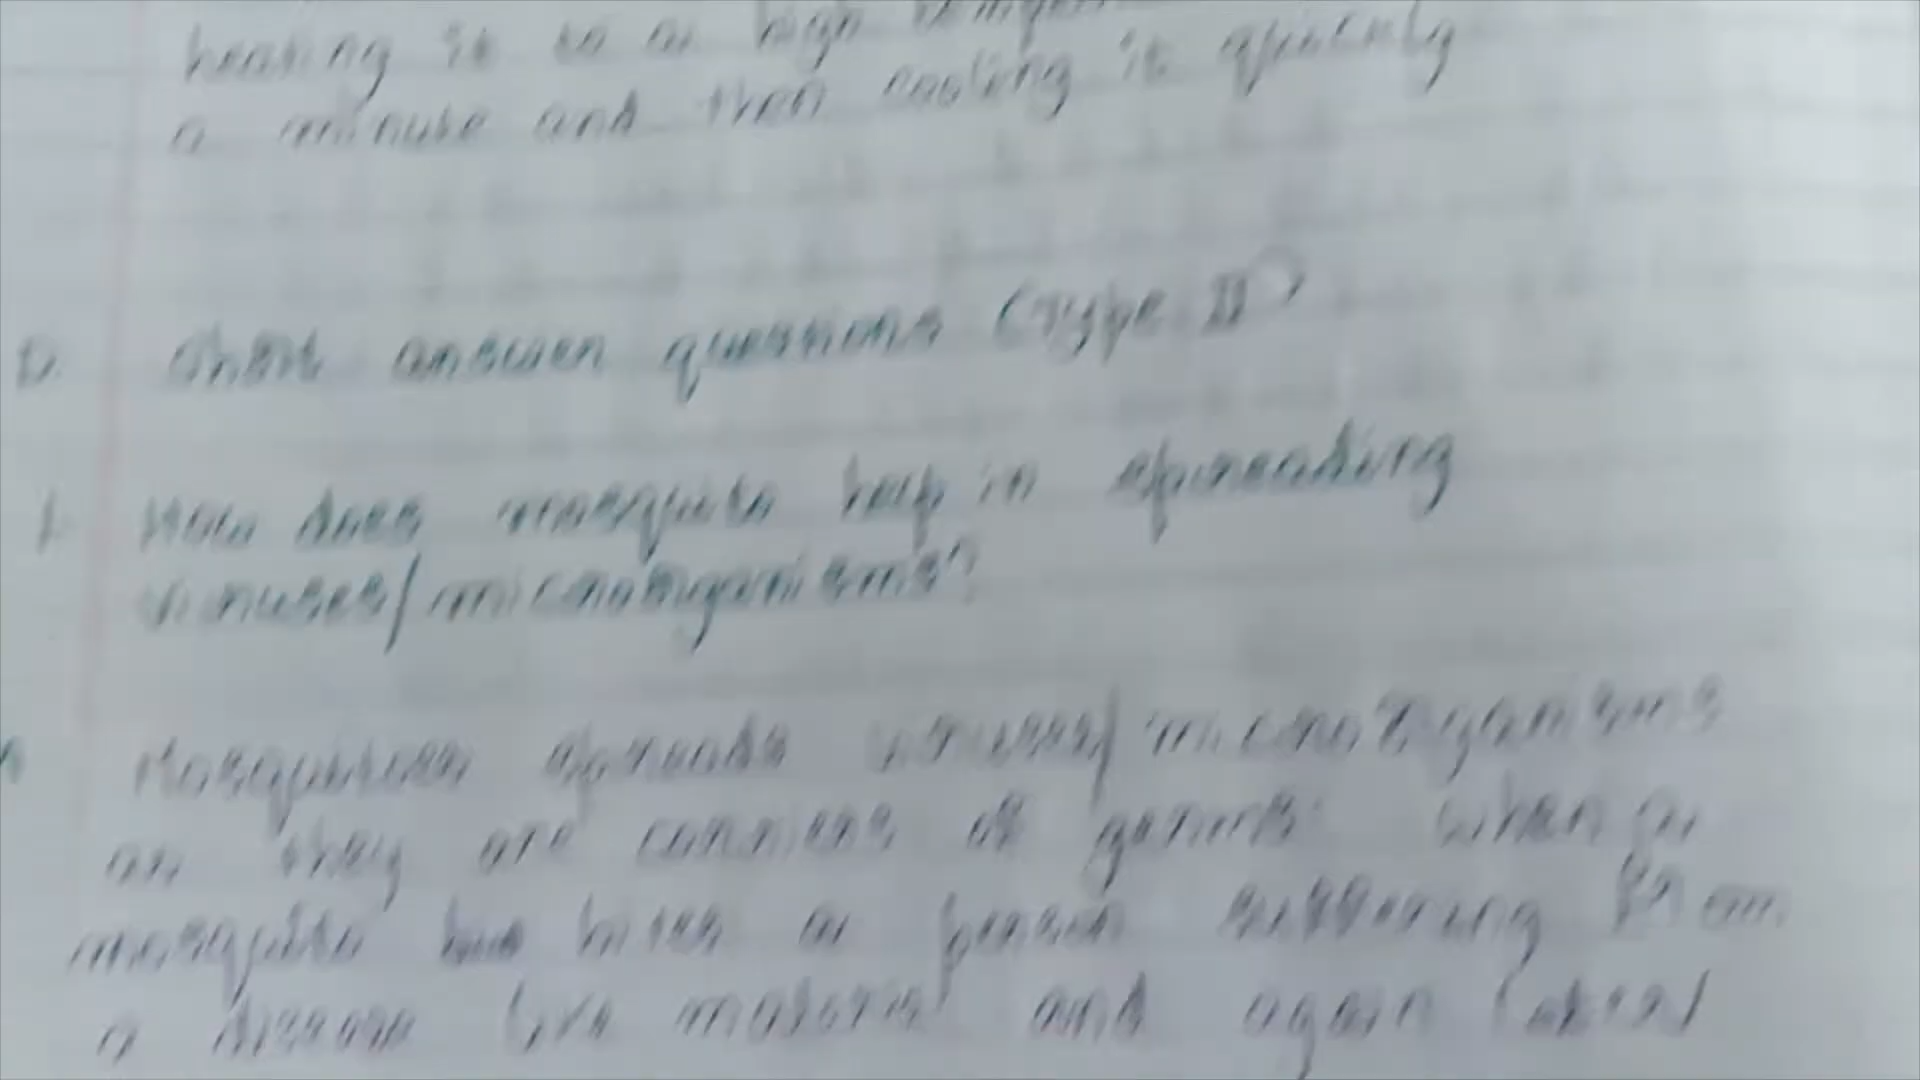 heating it to a high
a minute and then cooling it quickly
D. Short answer questions (Type II)
1. How does mosquito help in spreading
viruses/microorganisms?
A Mosquitoes spreads viruses/microorganisms
as they are carriers of germs. When a
mosquito bites a person suffering from
a disease like malaria and again